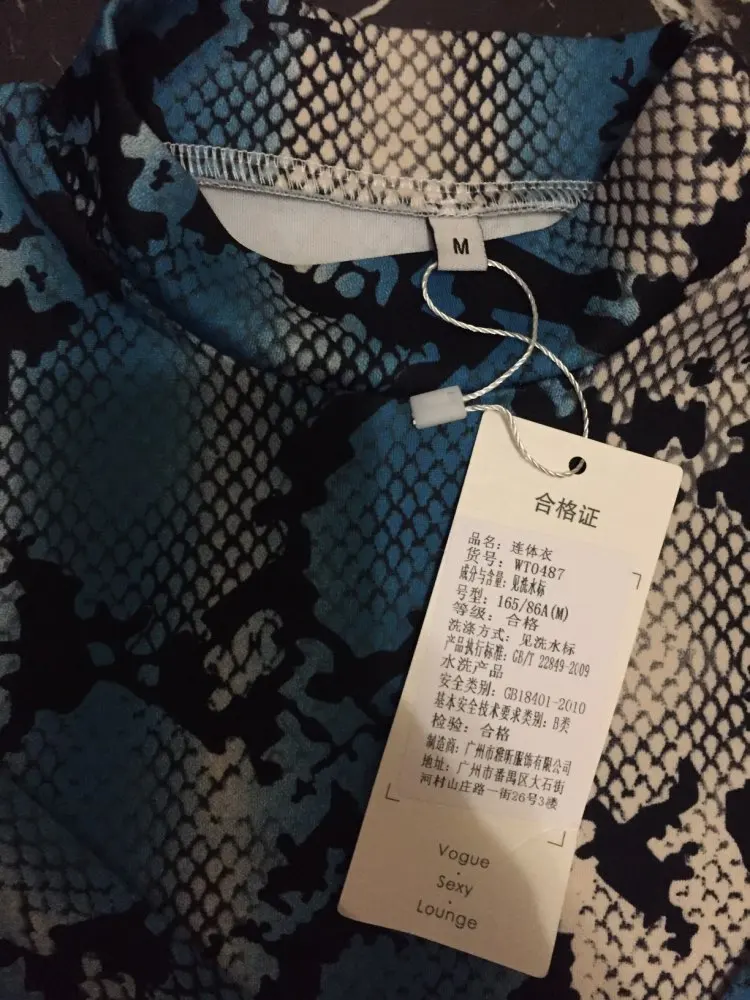 M
合格证
品名：连体衣
货号：WT0487
成分与含量：见洗水标
号型：165/86A(M)
等级：合格
洗涤方式：见洗水标
产品执行标准：GB/T 22849-2009
水洗产品
安全类别：GB18401-2010
基本安全技术要求类别：B类
检验：合格
制造商：广州市雅昕服饰有限公司
地址：广州市番禺区大石街
河村山庄路一街26号3楼
Vogue
·
Sexy
·
Lounge